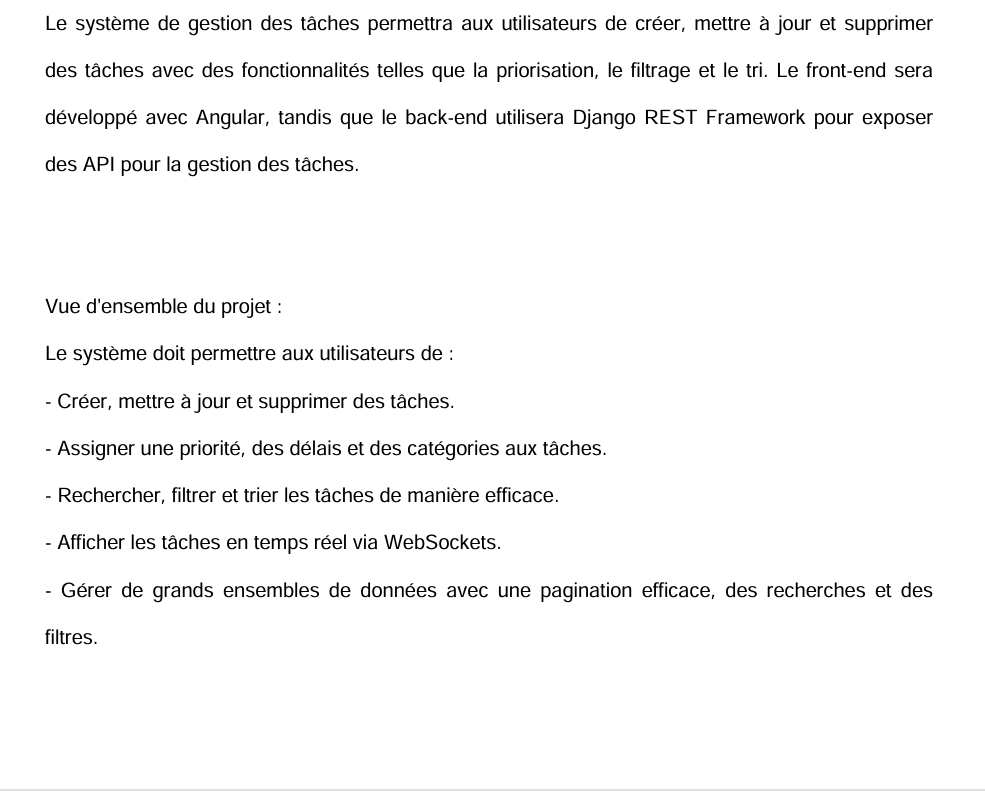 Le système de gestion des tâches permettra aux utilisateurs de créer, mettre à jour et supprimer
des tâches avec des fonctionnalités telles que la priorisation, le filtrage et le tri. Le front-end sera
développé avec Angular, tandis que le back-end utilisera Django REST Framework pour exposer
des API pour la gestion des tâches.
Vue d'ensemble du projet :
Le système doit permettre aux utilisateurs de :
- Créer, mettre à jour et supprimer des tâches.
- Assigner une priorité, des délais et des catégories aux tâches.
- Rechercher, filtrer et trier les tâches de manière efficace.
- Afficher les tâches en temps réel via WebSockets.
- Gérer de grands ensembles de données avec une pagination efficace, des recherches et des
filtres.